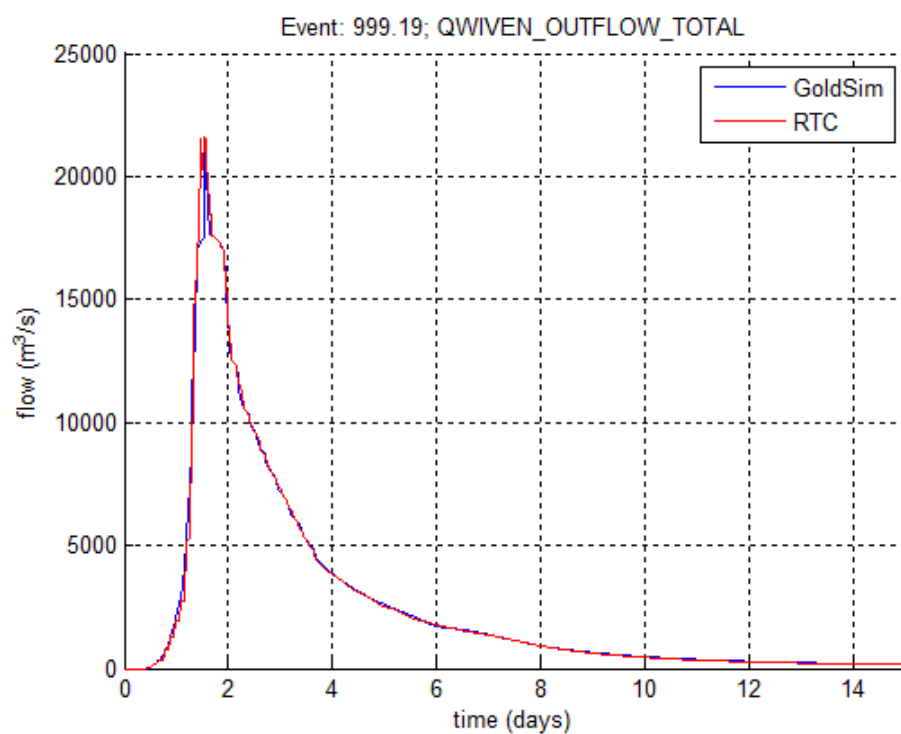 Event: 999.19; QWIVEN_OUTFLOW_TOTAL
25000
20000
15000
10000
5000
0
flow (m³/s)
GoldSim
RTC
0 2 4 6 8 10 12 14
time (days)